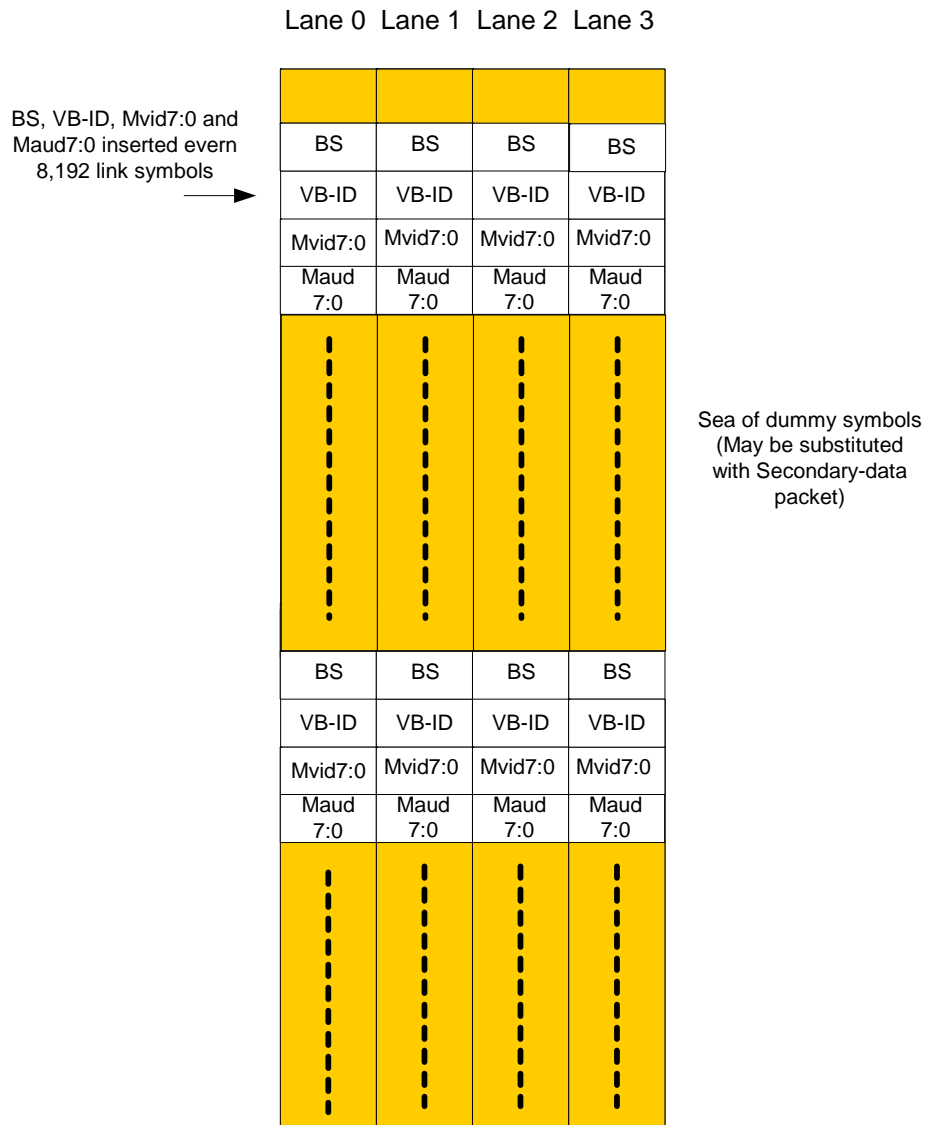 Lane 0 Lane 1 Lane 2 Lane 3
BS, VB-ID, Mvid7:0 and
Maud7:0 inserted evern
8,192 link symbols
BS BS BS BS
VB-ID VB-ID VB-ID VB-ID
Mvid7:0 Mvid7:0 Mvid7:0 Mvid7:0
Maud Maud Maud Maud
7:0 7:0 7:0 7:0
Sea of dummy symbols
(May be substituted
with Secondary-data
packet)
BS BS BS BS
VB-ID VB-ID VB-ID VB-ID
Mvid7:0 Mvid7:0 Mvid7:0 Mvid7:0
Maud Maud Maud Maud
7:0 7:0 7:0 7:0